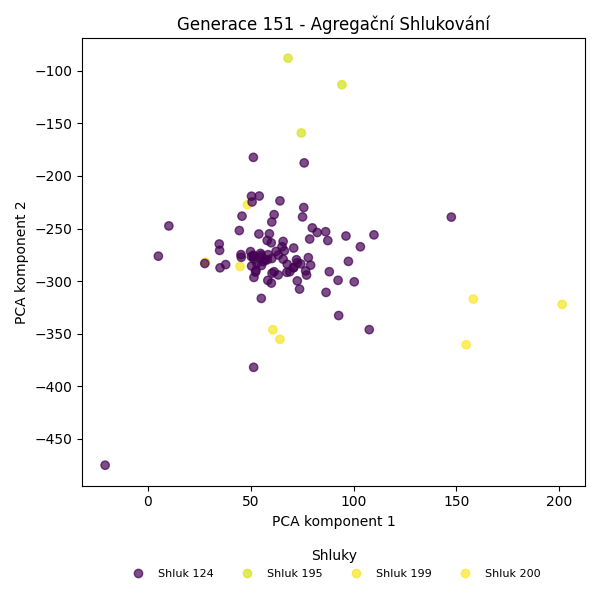 Generace 151 - Agregační Shlukování
−100
−150
−200
−250
−300
−350
−400
−450
PCA komponent 2
0 50 100 150 200
PCA komponent 1
Shluky
Shluk 124 Shluk 195 Shluk 199 Shluk 200